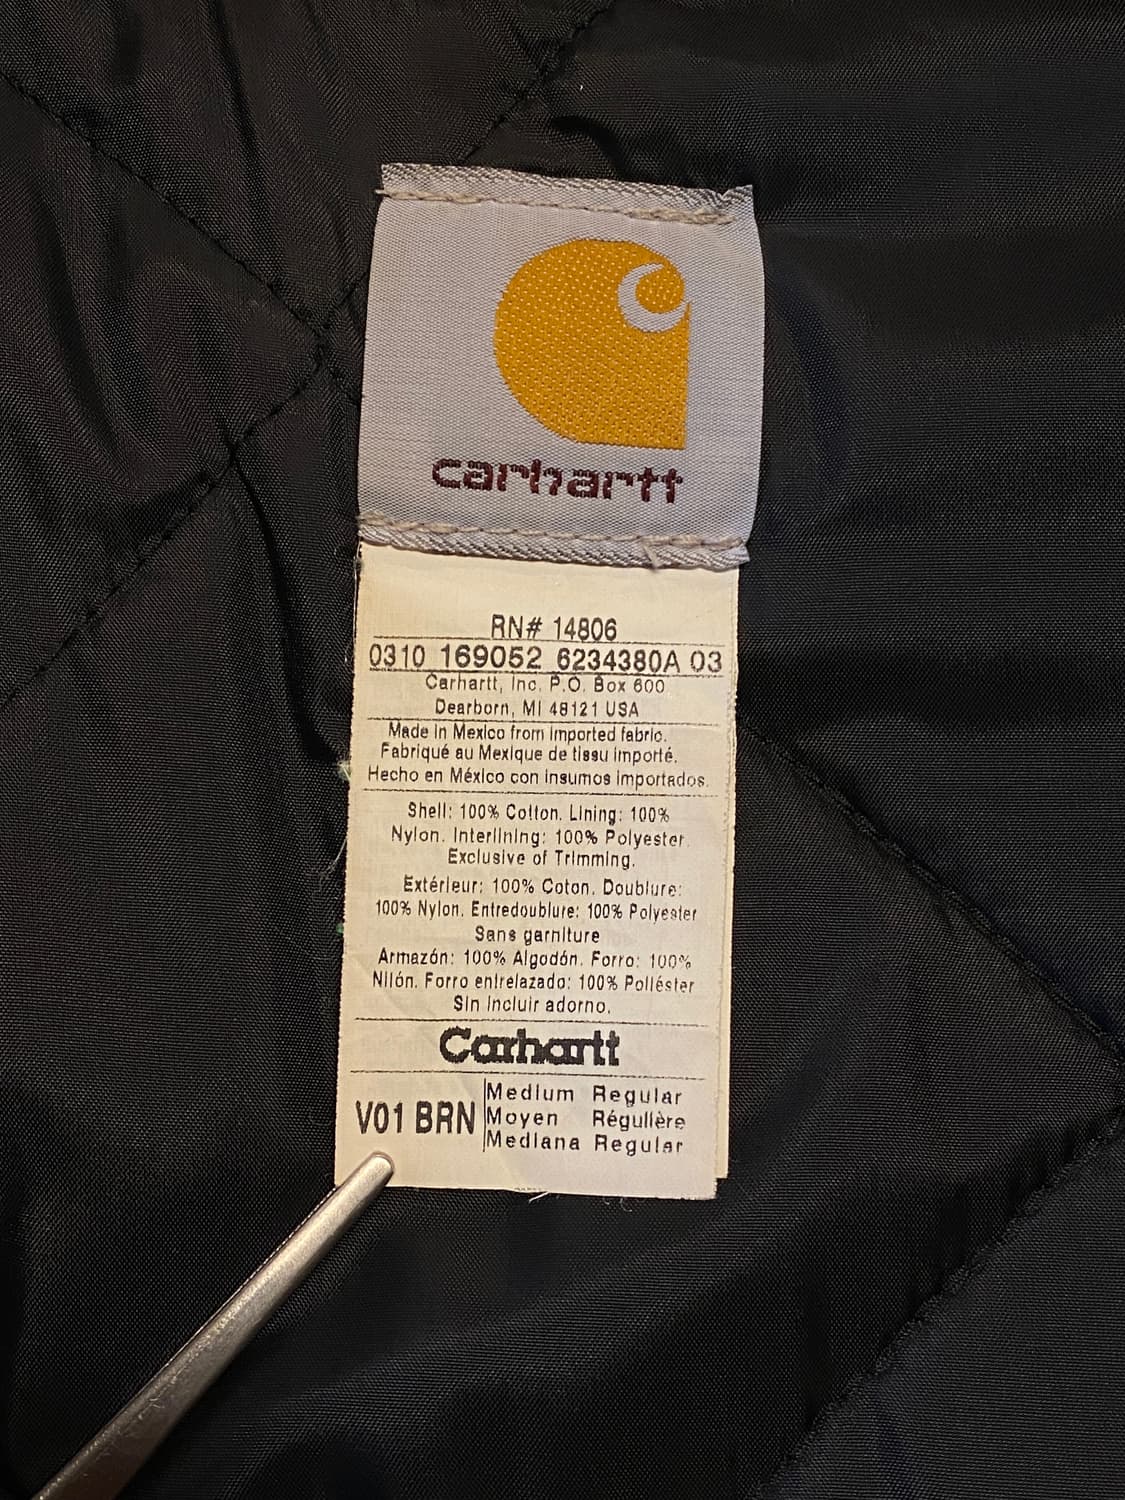 carhartt
RN# 14806
0310 169052 6234380A 03
Carhartt, Inc. P.O. Box 600
Dearborn, MI 48121 USA
Made in Mexico from imported fabric.
Fabriqué au Mexique de tissu importé.
Hecho en México con insumos importados.
Shell: 100% Cotton. Lining: 100%
Nylon. Interlining: 100% Polyester.
Exclusive of Trimming.
Extérieur: 100% Coton. Doublure:
100% Nylon. Entredoublure: 100% Polyester
Sans garniture
Armazón: 100% Algodón. Forro: 100%
Nilón. Forro entrelazado: 100% Poliéster
Sin incluir adorno.
Carhartt
V01 BRN
Medium Regular
Moyen Régulière
Mediana Regular